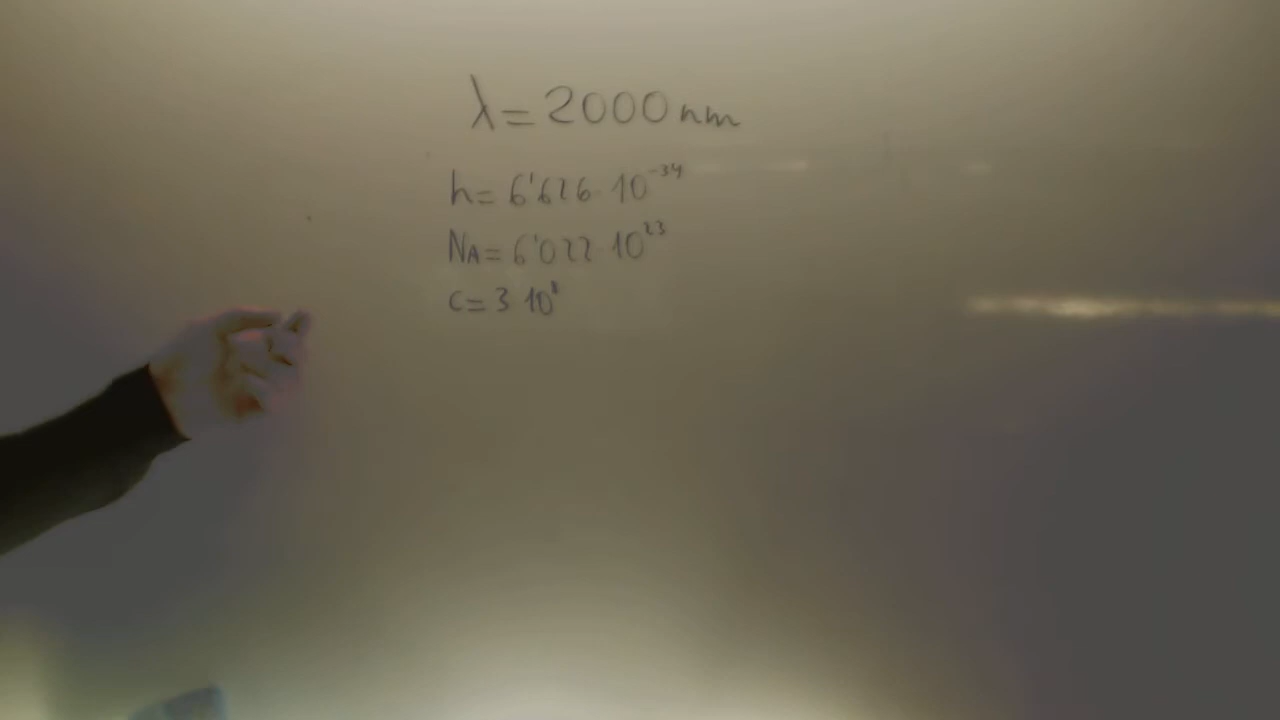 λ = 2000 nm
h = 6'626 · 10⁻³⁴
NA = 6'022 · 10²³
c = 3 · 10⁸